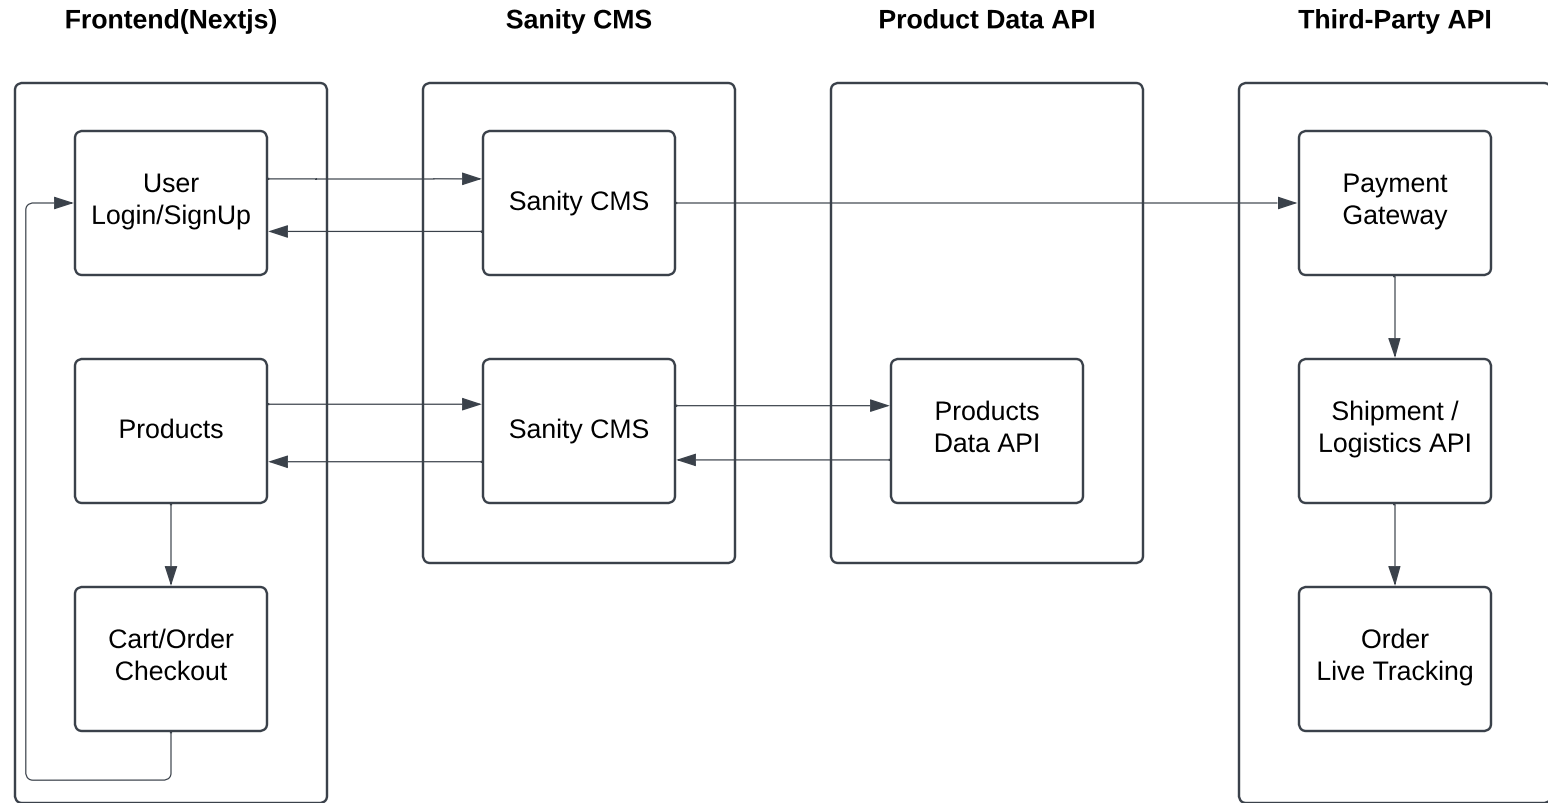 Frontend(Nextjs)
Sanity CMS
Product Data API
Third-Party API
User
Login/SignUp
Sanity CMS
Payment
Gateway
Products
Sanity CMS
Products
Data API
Shipment /
Logistics API
Cart/Order
Checkout
Order
Live Tracking